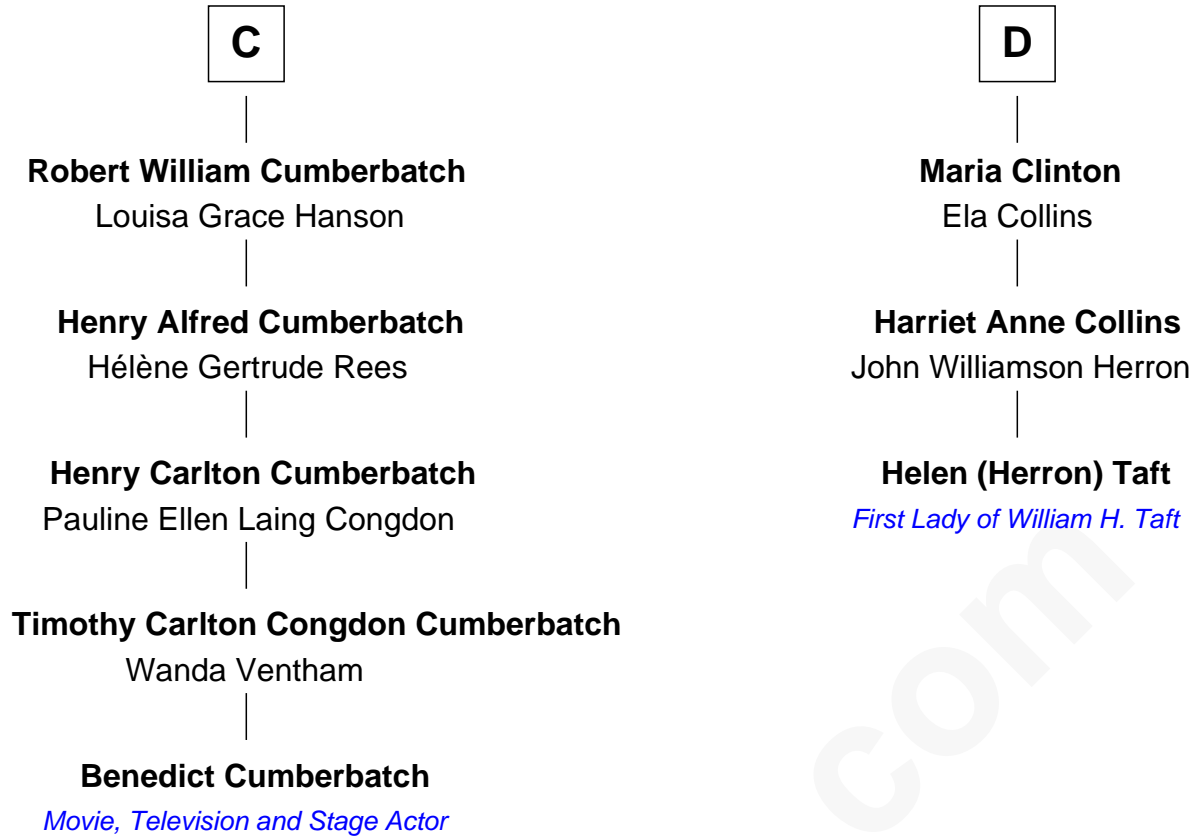 C
Robert William Cumberbatch
Louisa Grace Hanson
Henry Alfred Cumberbatch
Hélène Gertrude Rees
Henry Carlton Cumberbatch
Pauline Ellen Laing Congdon
Timothy Carlton Congdon Cumberbatch
Wanda Ventham
Benedict Cumberbatch
Movie, Television and Stage Actor
D
Maria Clinton
Ela Collins
Harriet Anne Collins
John Williamson Herron
Helen (Herron) Taft
First Lady of William H. Taft
com